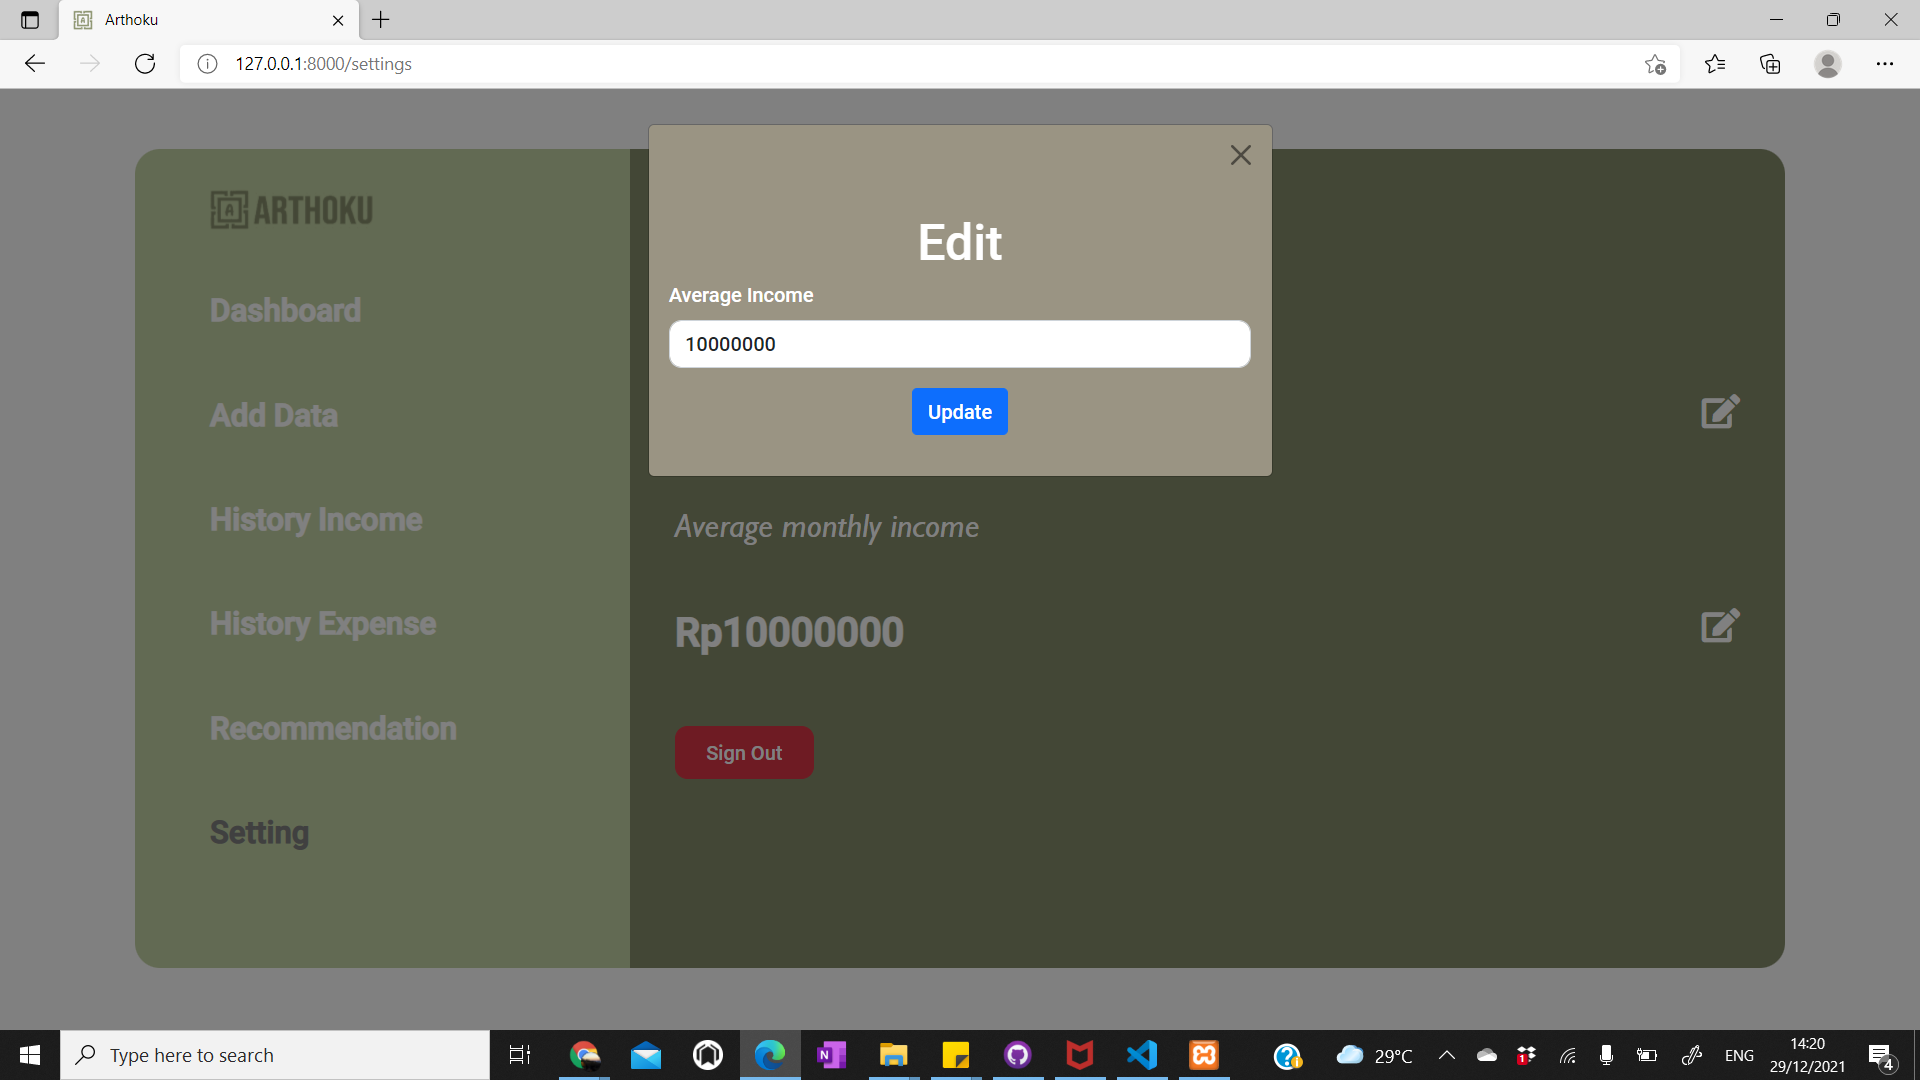 Arthoku
127.0.0.1:8000/settings
ARTHOKU
Dashboard
Add Data
History Income
History Expense
Recommendation
Setting
Edit
Average Income
10000000
Update
Average monthly income
Rp10000000
Sign Out
Type here to search
29°C
ENG
14:20
29/12/2021
4
1